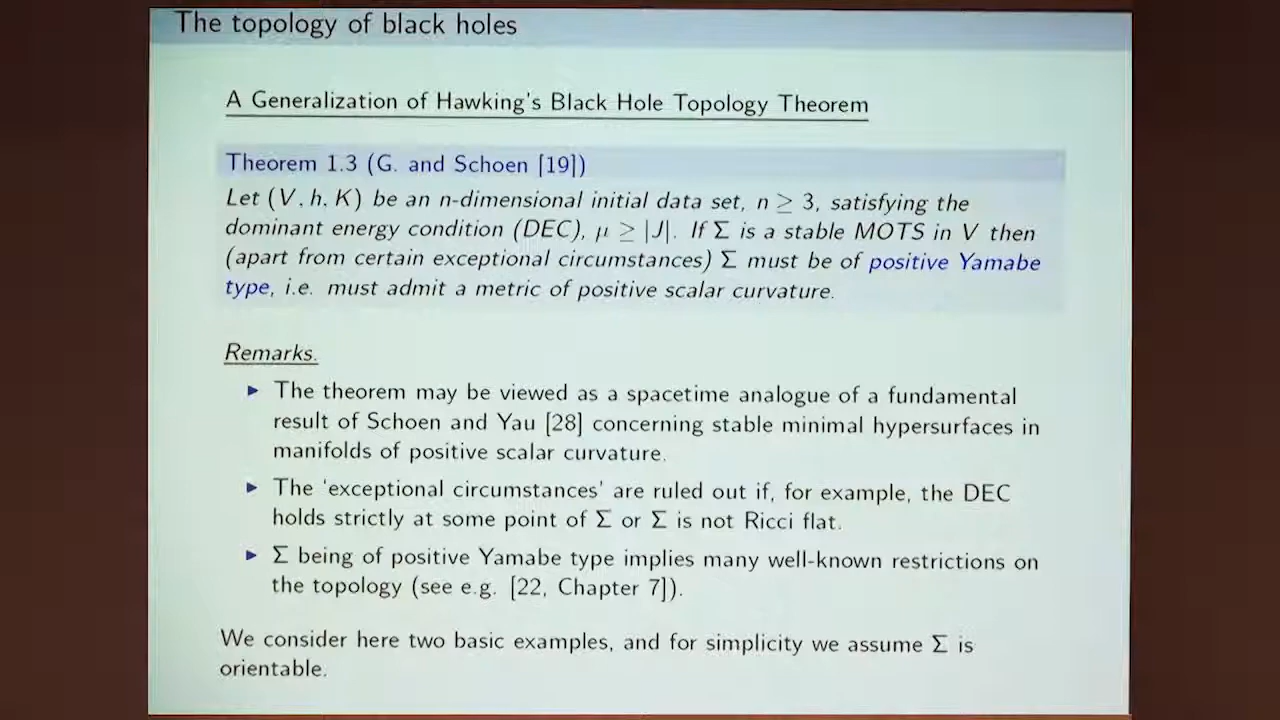 The topology of black holes
A Generalization of Hawking's Black Hole Topology Theorem
Theorem 1.3 (G. and Schoen [19])
Let (V, h, K) be an n-dimensional initial data set, n ≥ 3, satisfying the
dominant energy condition (DEC), μ ≥ |J|. If Σ is a stable MOTS in V then
(apart from certain exceptional circumstances) Σ must be of positive Yamabe
type, i.e. must admit a metric of positive scalar curvature.
Remarks.
▶ The theorem may be viewed as a spacetime analogue of a fundamental
result of Schoen and Yau [28] concerning stable minimal hypersurfaces in
manifolds of positive scalar curvature.
▶ The 'exceptional circumstances' are ruled out if, for example, the DEC
holds strictly at some point of Σ or Σ is not Ricci flat.
▶ Σ being of positive Yamabe type implies many well-known restrictions on
the topology (see e.g. [22, Chapter 7]).
We consider here two basic examples, and for simplicity we assume Σ is
orientable.